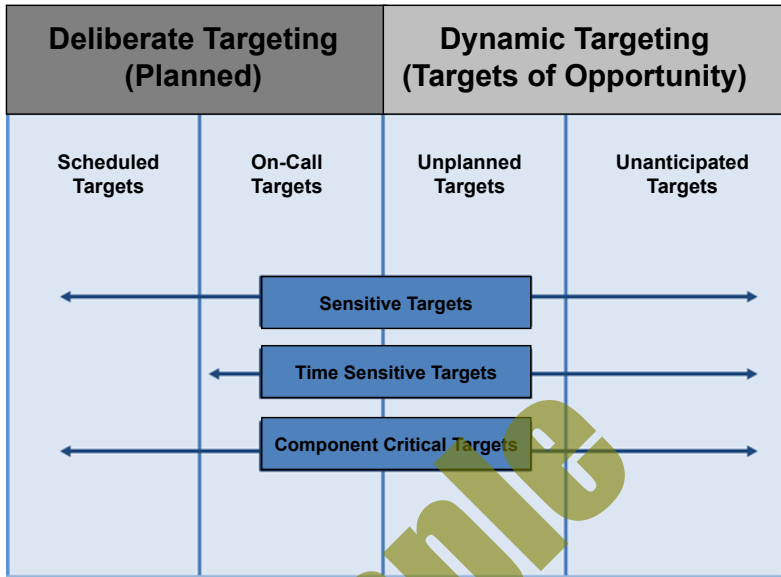 Deliberate Targeting
(Planned)
Dynamic Targeting
(Targets of Opportunity)
Scheduled
Targets
On-Call
Targets
Unplanned
Targets
Unanticipated
Targets
Sensitive Targets
Time Sensitive Targets
Component Critical Targets